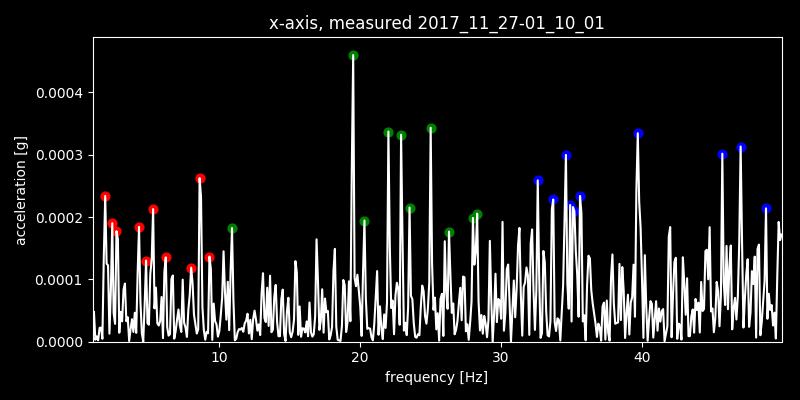 x-axis, measured 2017_11_27-01_10_01
acceleration [g]
0.0004
0.0003
0.0002
0.0001
0.0000
10 20 30 40
frequency [Hz]